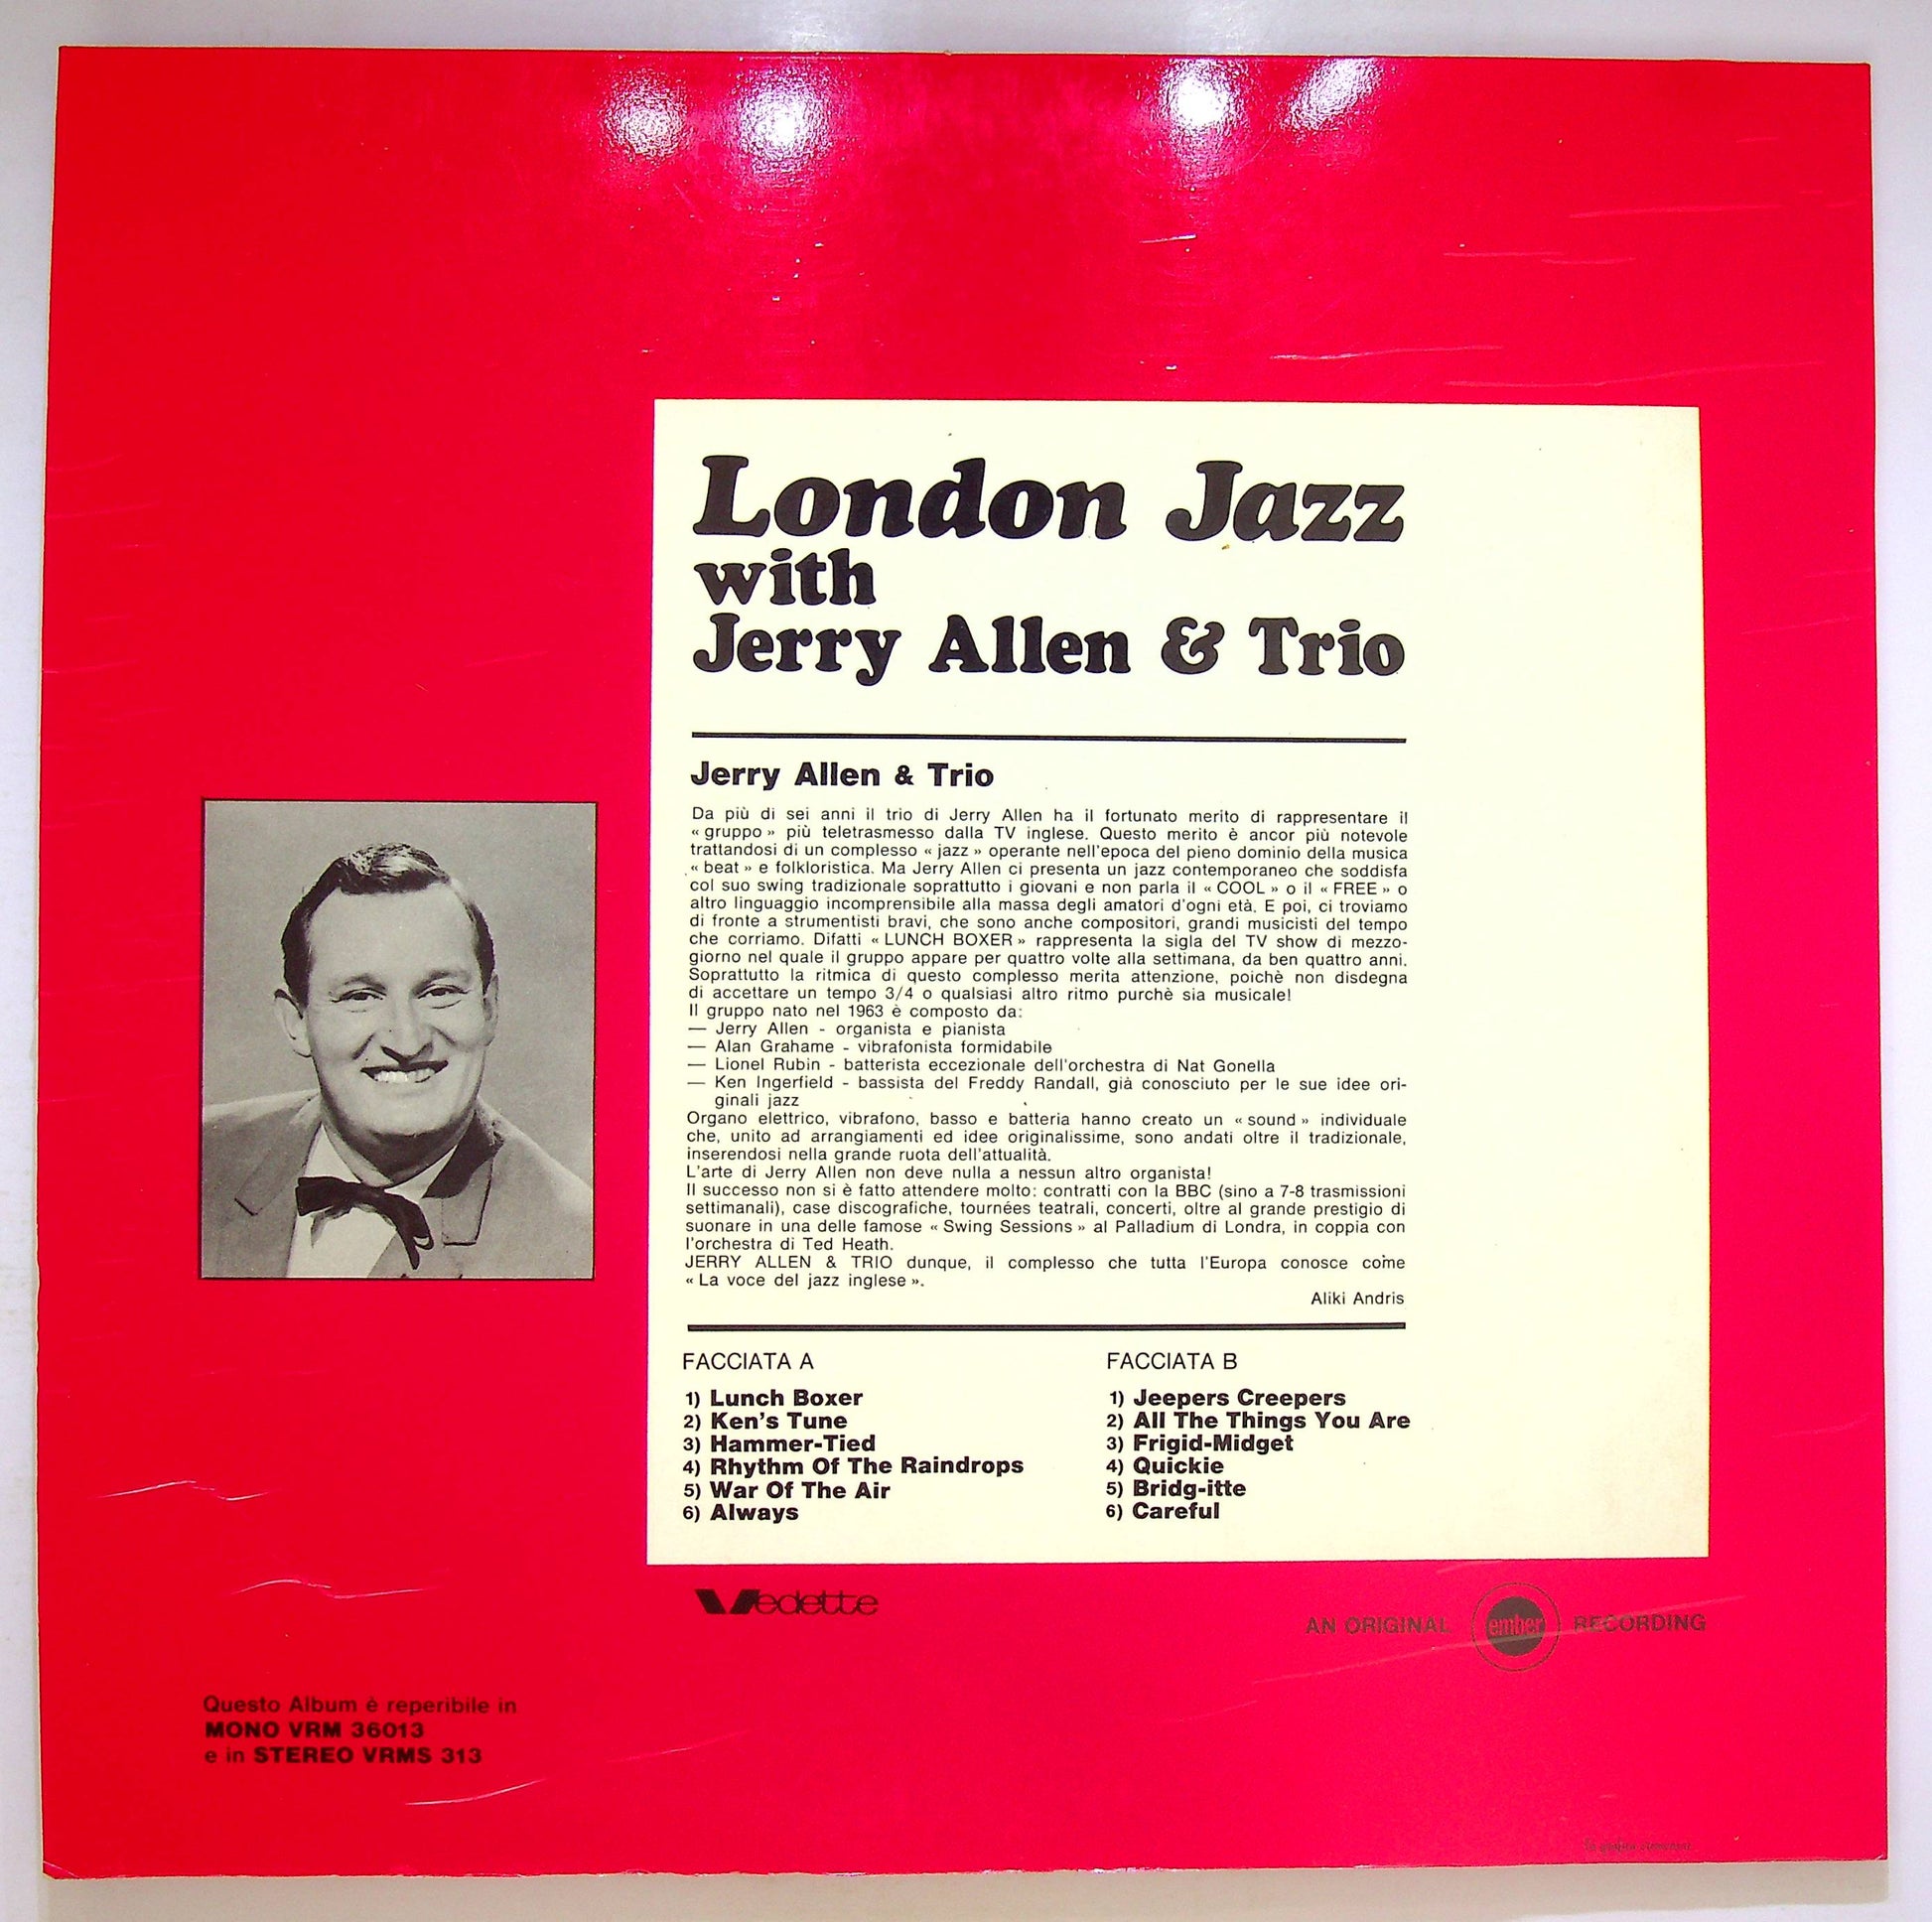 London Jazz
with
Jerry Allen & Trio
Jerry Allen & Trio
Da più di sei anni il trio di Jerry Allen ha il fortunato merito di rappresentare il
« gruppo » più teletrasmesso dalla TV inglese. Questo merito è ancor più notevole
trattandosi di un complesso « jazz » operante nell'epoca del pieno dominio della musica
« beat » e folkloristica. Ma Jerry Allen ci presenta un jazz contemporaneo che soddisfa
col suo swing tradizionale soprattutto i giovani e non parla il « COOL » o il « FREE » o
altro linguaggio incomprensibile alla massa degli amatori d'ogni età. E poi, ci troviamo
di fronte a strumentisti bravi, che sono anche compositori, grandi musicisti del tempo
che corriamo. Difatti « LUNCH BOXER » rappresenta la sigla del TV show di mezzo-
giorno nel quale il gruppo appare per quattro volte alla settimana, da ben quattro anni.
Soprattutto la ritmica di questo complesso merita attenzione, poichè non disdegna
di accettare un tempo 3/4 o qualsiasi altro ritmo purchè sia musicale!
Il gruppo nato nel 1963 è composto da:
— Jerry Allen - organista e pianista
— Alan Grahame - vibrafonista formidabile
— Lionel Rubin - batterista eccezionale dell'orchestra di Nat Gonella
— Ken Ingerfield - bassista del Freddy Randall, già conosciuto per le sue idee ori-
ginali jazz
Organo elettrico, vibrafono, basso e batteria hanno creato un « sound » individuale
che, unito ad arrangiamenti ed idee originalissime, sono andati oltre il tradizionale,
inserendosi nella grande ruota dell'attualità.
L'arte di Jerry Allen non deve nulla a nessun altro organista!
Il successo non si è fatto attendere molto: contratti con la BBC (sino a 7-8 trasmissioni
settimanali), case discografiche, tournées teatrali, concerti, oltre al grande prestigio di
suonare in una delle famose « Swing Sessions » al Palladium di Londra, in coppia con
l'orchestra di Ted Heath.
JERRY ALLEN & TRIO dunque, il complesso che tutta l'Europa conosce come
« La voce del jazz inglese ».
Aliki Andris
FACCIATA A
1) Lunch Boxer
2) Ken's Tune
3) Hammer-Tied
4) Rhythm Of The Raindrops
5) War Of The Air
6) Always
FACCIATA B
1) Jeepers Creepers
2) All The Things You Are
3) Frigid-Midget
4) Quickie
5) Bridg-itte
6) Careful
Vedette
AN ORIGINAL ember RECORDING
Questo Album è reperibile in
MONO VRM 36013
e in STEREO VRMS 313